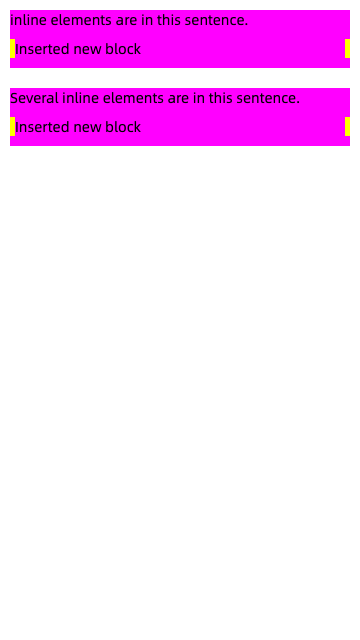 inline elements are in this sentence.
Inserted new block
Several inline elements are in this sentence.
Inserted new block